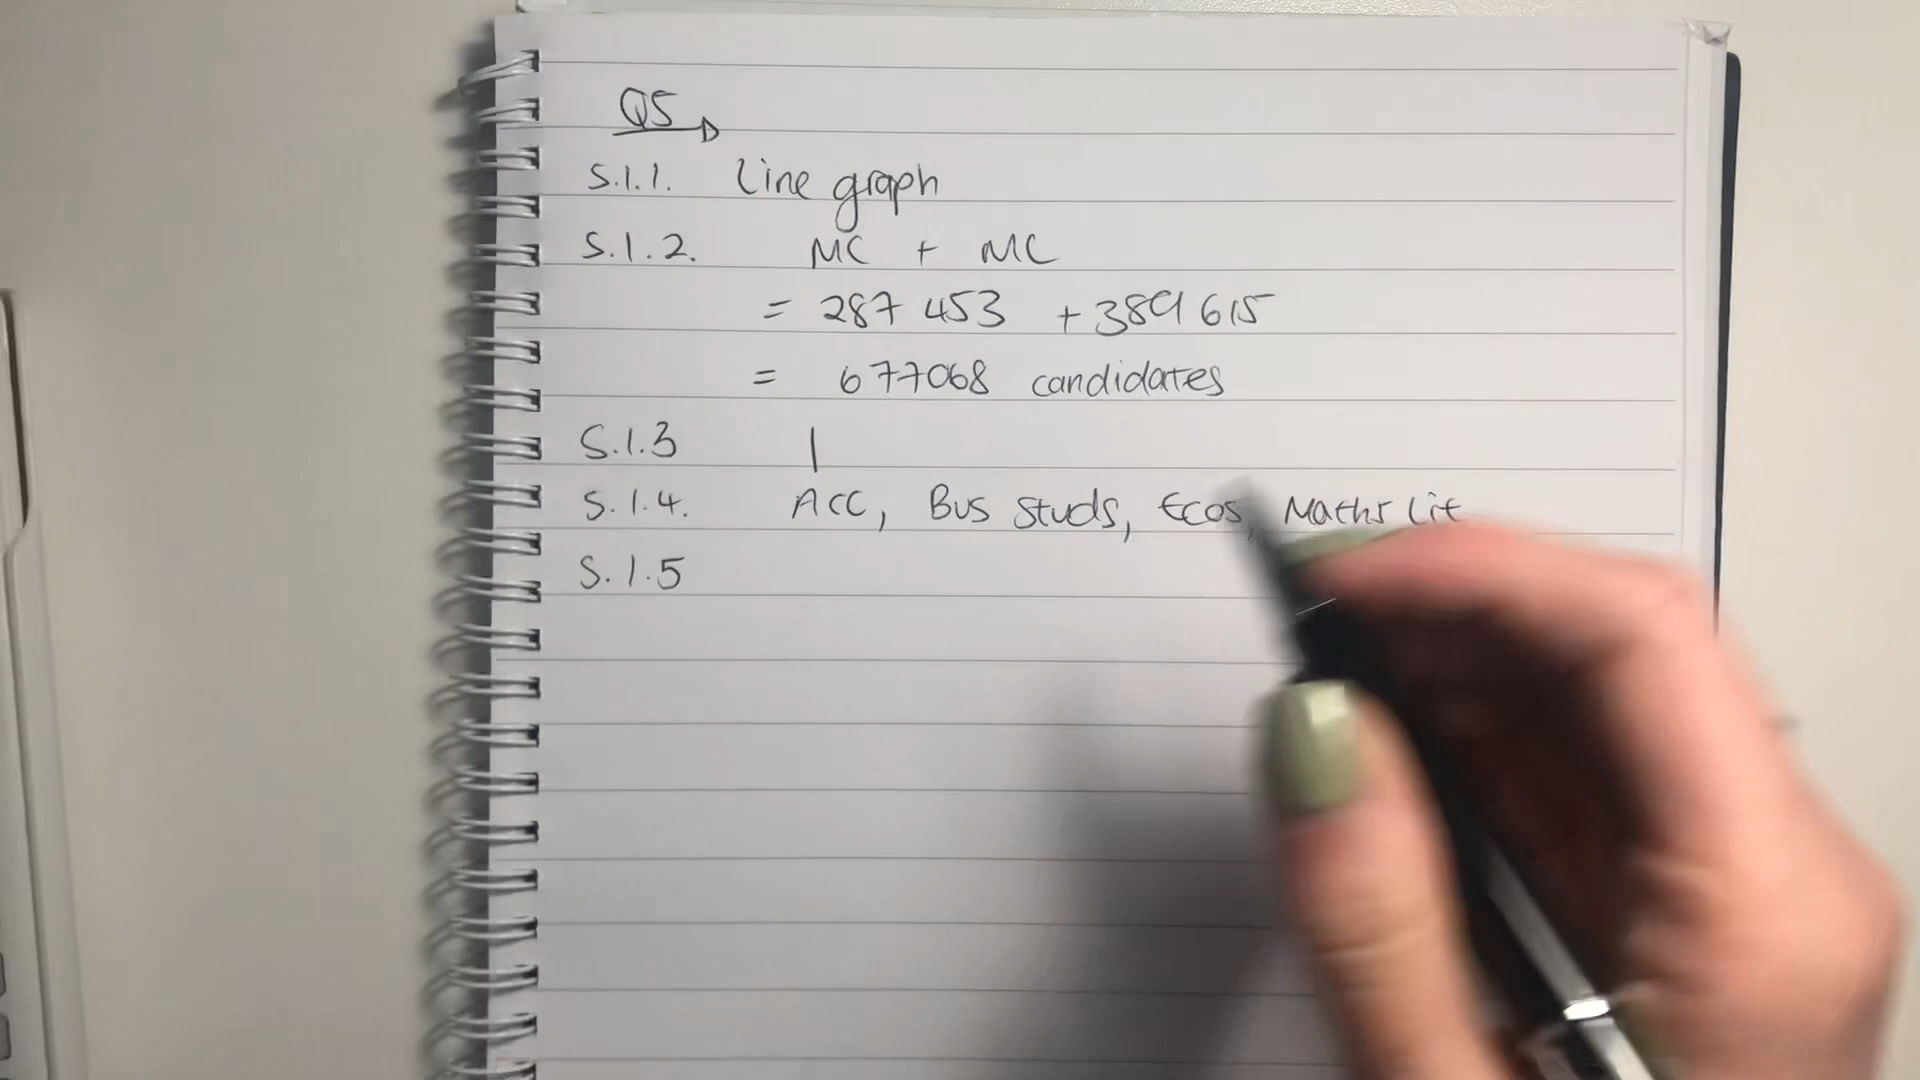 Q5
5.1.1. Line graph
5.1.2. MC + MC
= 287 453 + 389 615
= 677068 candidates
5.1.3 |
5.1.4. Acc, Bus Studs, Ecos, Maths Lit
5.1.5